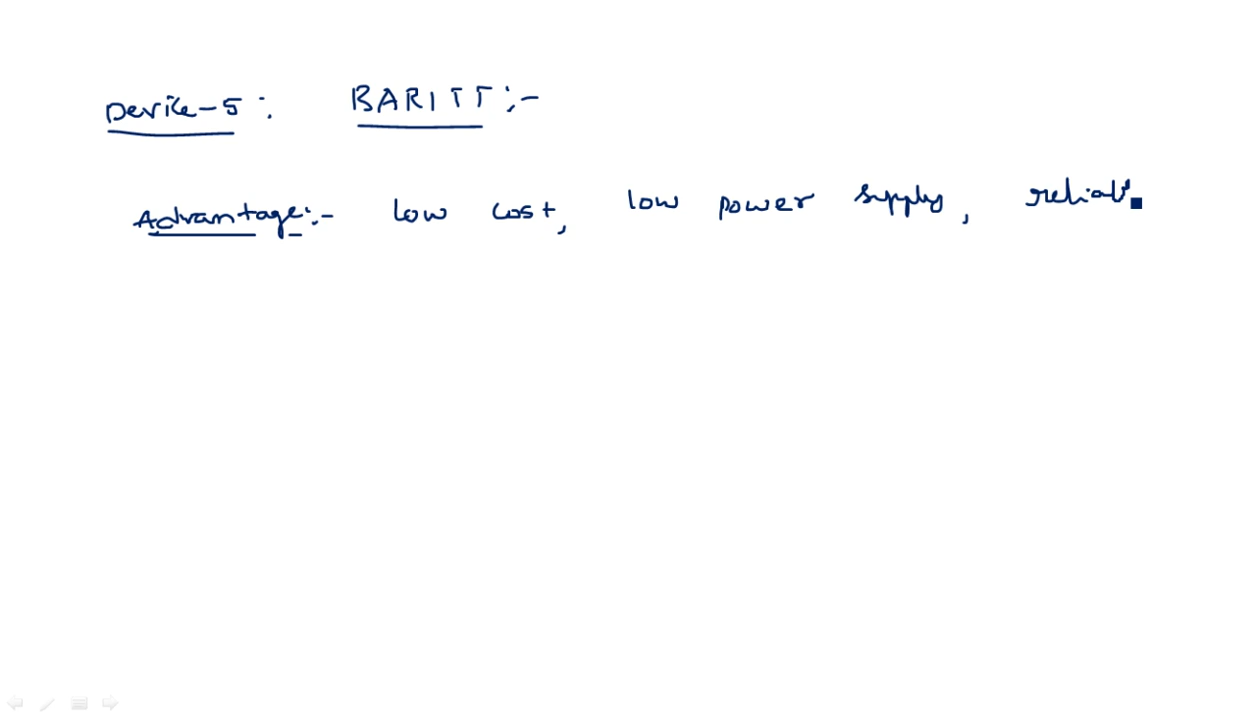 Device-5 : BARITT :-
Advantage :- low cost, low power supply, reliab